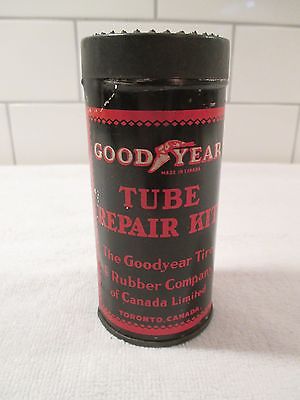 GOOD YEAR
MADE IN CANADA
TUBE
REPAIR KIT
The Goodyear Tire
& Rubber Company
of Canada Limited
TORONTO, CANADA